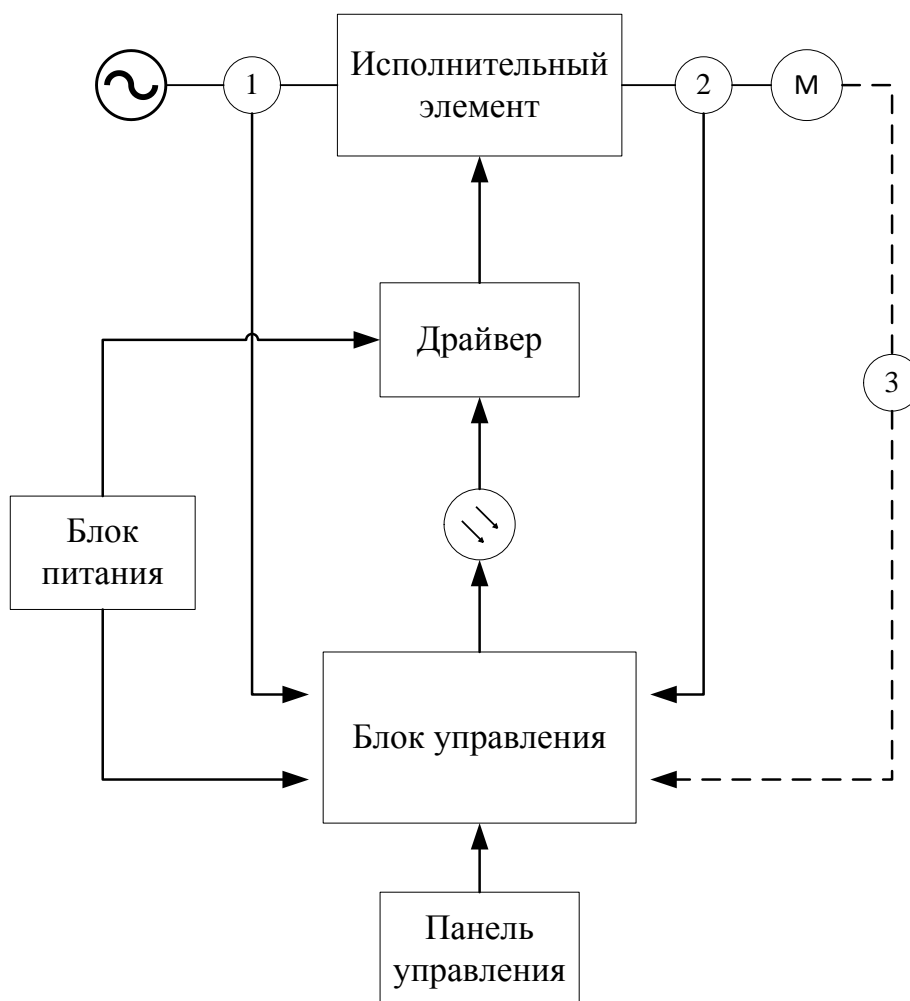 1
Исполнительный
элемент
2
М
Драйвер
3
Блок
питания
Блок управления
Панель
управления